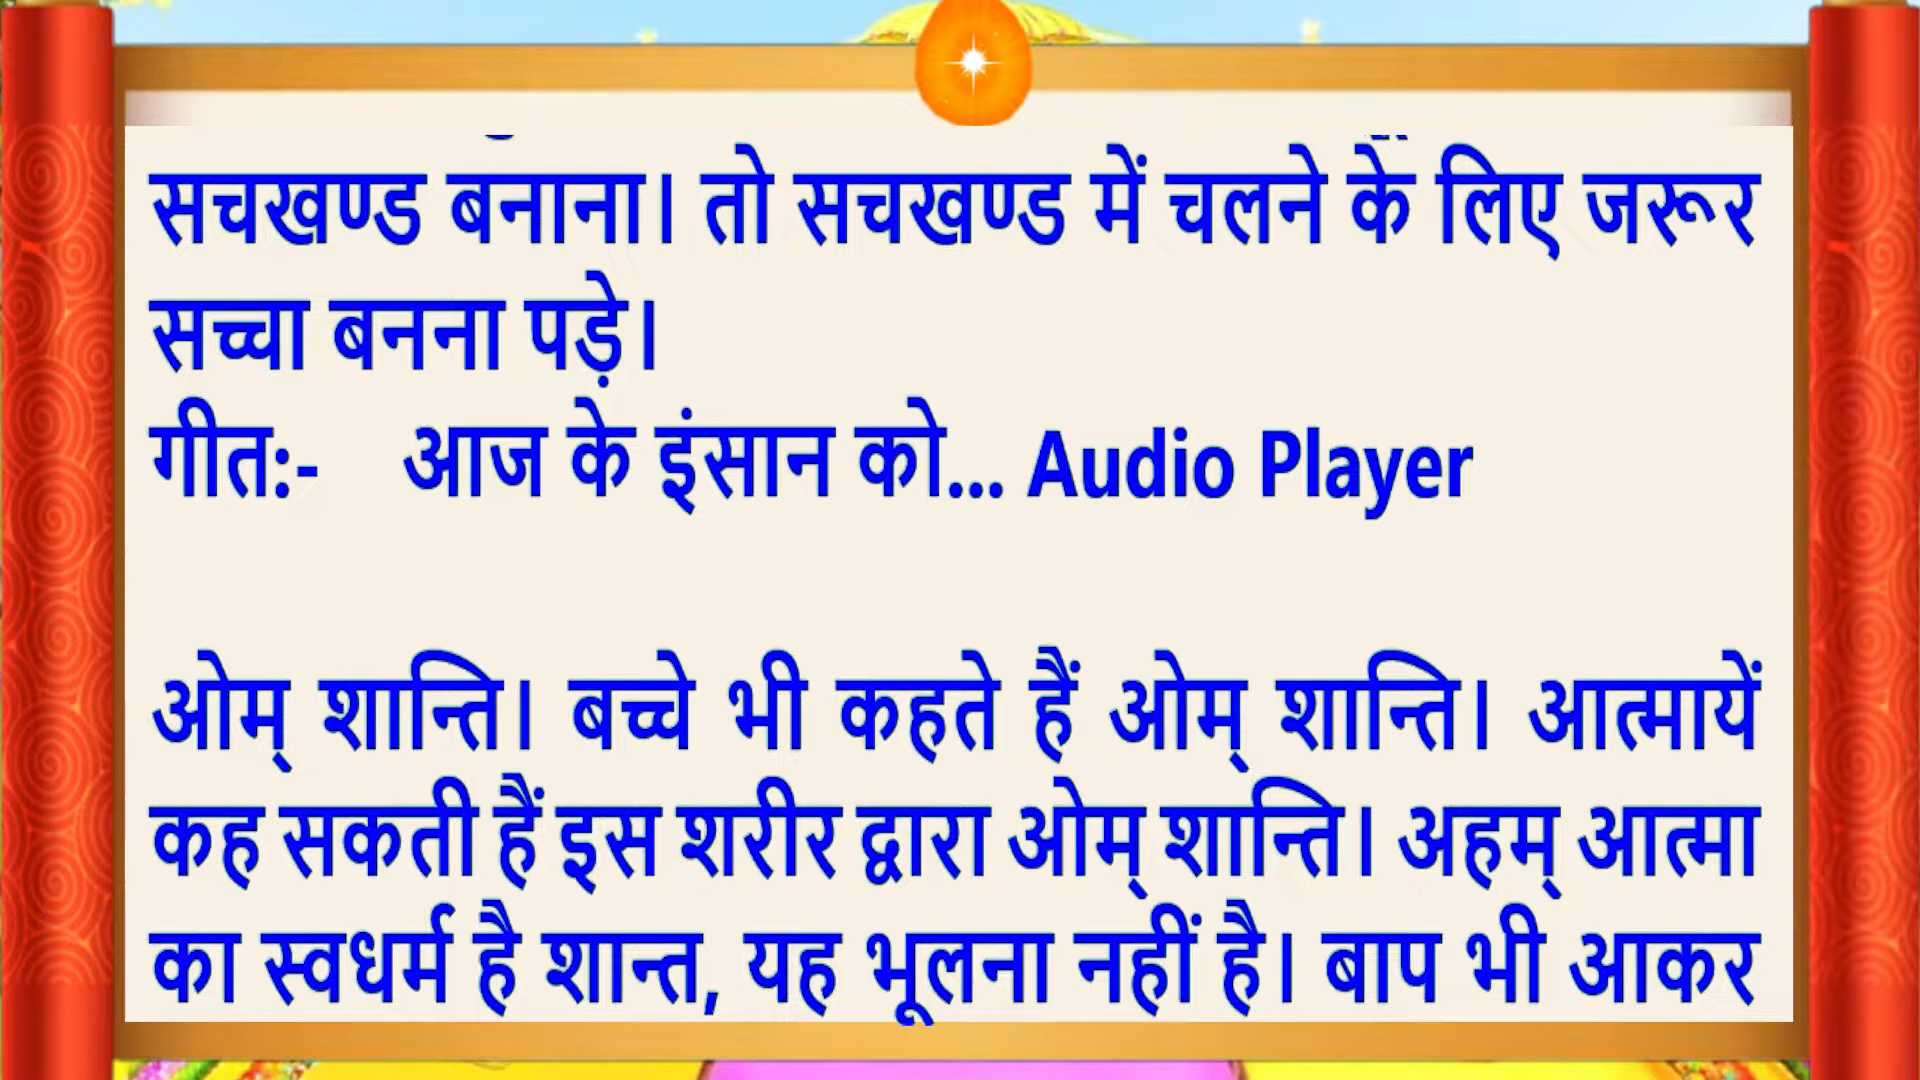 सचखण्ड बनाना। तो सचखण्ड में चलने के लिए जरूर
सच्चा बनना पड़े।
गीत:- आज के इंसान को... Audio Player
ओम् शान्ति। बच्चे भी कहते हैं ओम् शान्ति। आत्मायें
कह सकती हैं इस शरीर द्वारा ओम् शान्ति। अहम् आत्मा
का स्वधर्म है शान्त, यह भूलना नहीं है। बाप भी आकर